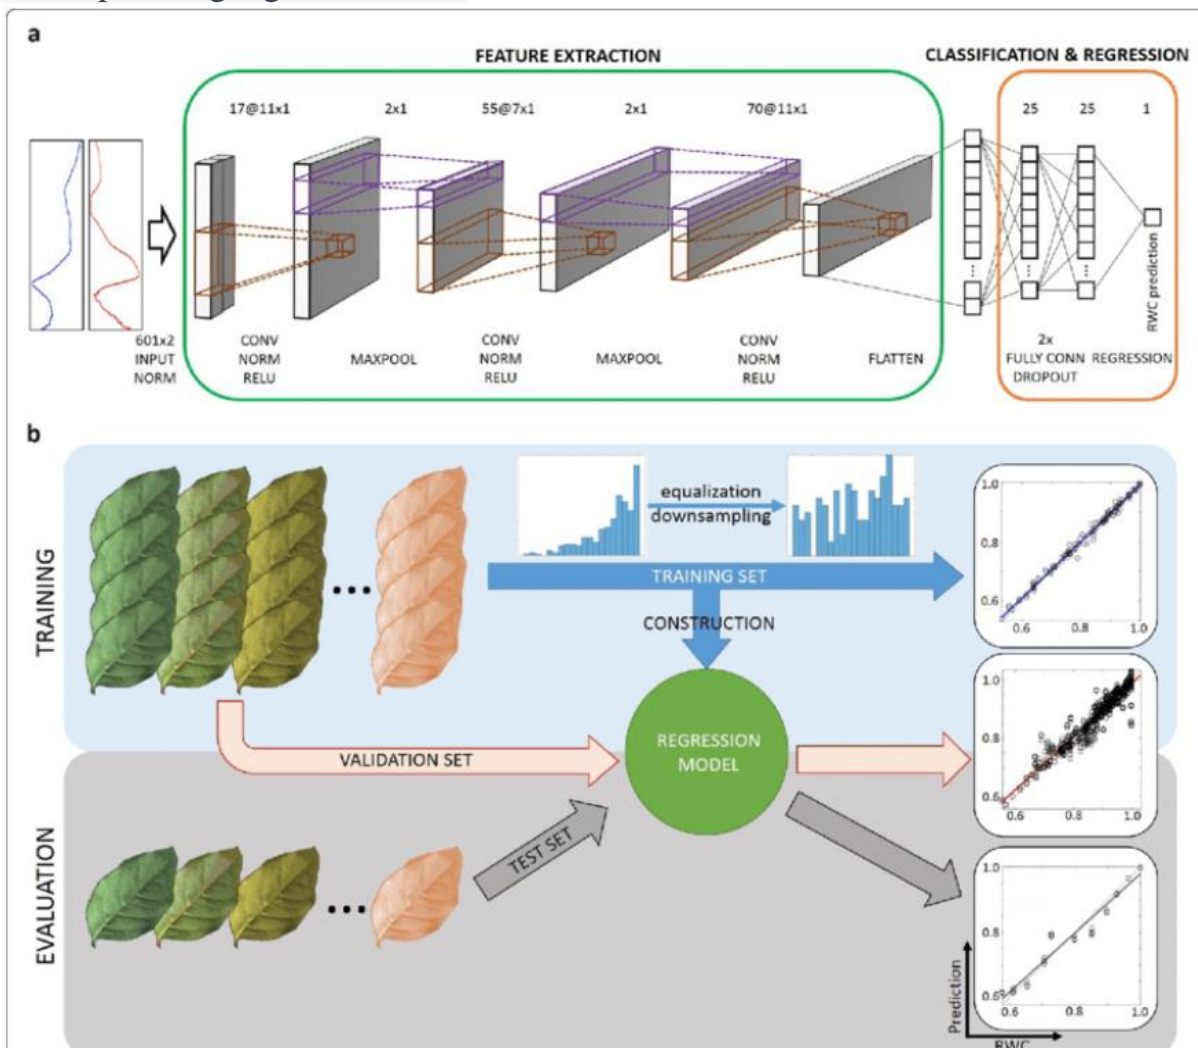 a
FEATURE EXTRACTION
CLASSIFICATION & REGRESSION
17@11x1
2x1
55@7x1
2x1
70@11x1
25
25
1
601x2
INPUT
NORM
CONV
NORM
RELU
MAXPOOL
CONV
NORM
RELU
MAXPOOL
CONV
NORM
RELU
FLATTEN
2x
FULLY CONN
DROPOUT
REGRESSION
RWC prediction
b
TRAINING
equalization
downsampling
TRAINING SET
CONSTRUCTION
1.0
0.8
0.6
0.6
0.8
1.0
REGRESSION
MODEL
VALIDATION SET
1.0
0.8
0.6
0.6
0.8
1.0
EVALUATION
TEST SET
1.0
0.8
0.6
0.6
0.8
1.0
Prediction
RWC